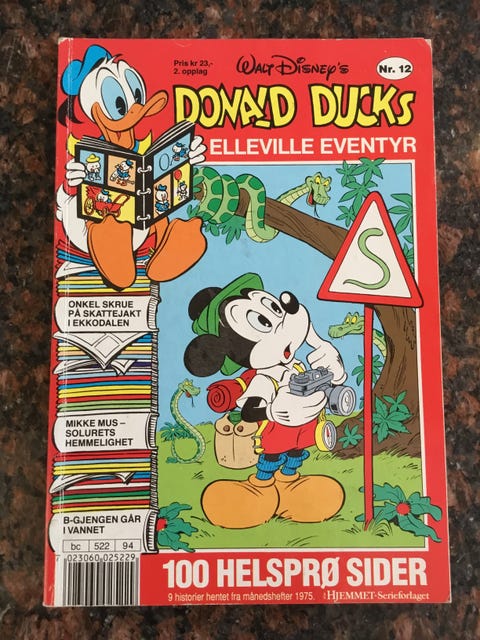 Pris kr 23,-
2. opplag
WALT DISNEY'S
Nr. 12
DONALD DUCKS
ELLEVILLE EVENTYR
S
ONKEL SKRUE
PÅ SKATTEJAKT
I EKKODALEN
MIKKE MUS –
SOLURETS
HEMMELIGHET
B-GJENGEN GÅR
I VANNET
bc 522 94
7 023060 025229
100 HELSPRØ SIDER
9 historier hentet fra månedshefter 1975.
HJEMMET-Serieforlaget